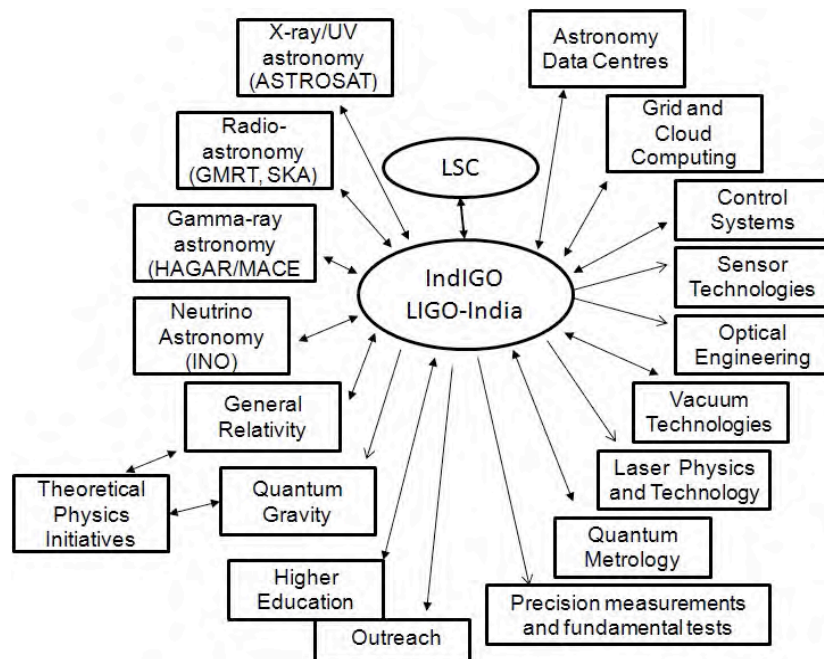 X-ray/UV
astronomy
(ASTROSAT)
Astronomy
Data Centres
Radio-
astronomy
(GMRT, SKA)
LSC
Grid and
Cloud
Computing
Gamma-ray
astronomy
(HAGAR/MACE
IndIGO
LIGO-India
Control
Systems
Sensor
Technologies
Neutrino
Astronomy
(INO)
Optical
Engineering
General
Relativity
Vacuum
Technologies
Theoretical
Physics
Initiatives
Quantum
Gravity
Laser Physics
and Technology
Quantum
Metrology
Higher
Education
Outreach
Precision measurements
and fundamental tests